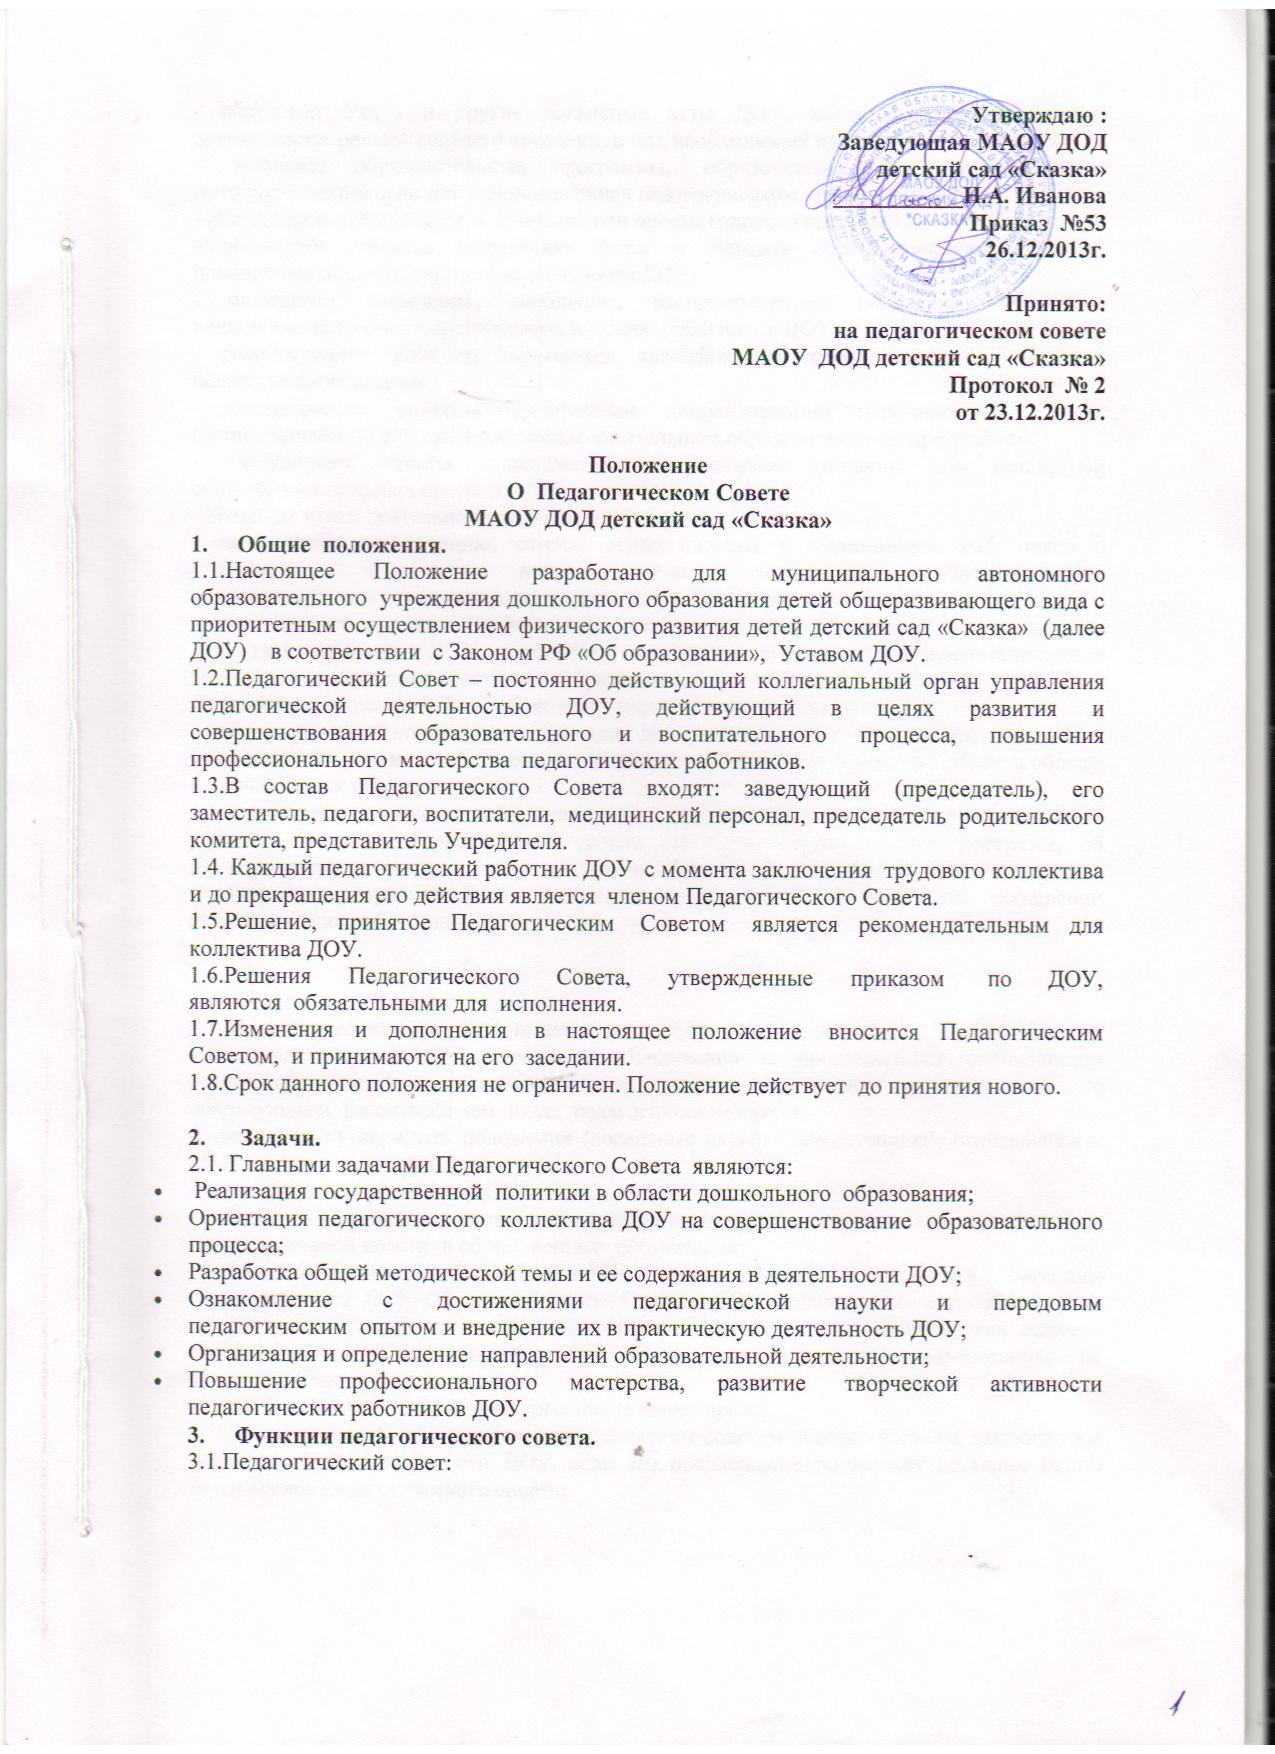 Утверждаю :
Заведующая МАОУ ДОД
детский сад «Сказка»
Н.А. Иванова
Приказ №53
26.12.2013г.
МАОУ ДОД
"СКАЗКА"
Принято:
на педагогическом совете
МАОУ ДОД детский сад «Сказка»
Протокол № 2
от 23.12.2013г.
Положение
О Педагогическом Совете
МАОУ ДОД детский сад «Сказка»
1. Общие положения.
1.1.Настоящее Положение разработано для муниципального автономного
образовательного учреждения дошкольного образования детей общеразвивающего вида с
приоритетным осуществлением физического развития детей детский сад «Сказка» (далее
ДОУ) в соответствии с Законом РФ «Об образовании», Уставом ДОУ.
1.2.Педагогический Совет – постоянно действующий коллегиальный орган управления
педагогической деятельностью ДОУ, действующий в целях развития и
совершенствования образовательного и воспитательного процесса, повышения
профессионального мастерства педагогических работников.
1.3.В состав Педагогического Совета входят: заведующий (председатель), его
заместитель, педагоги, воспитатели, медицинский персонал, председатель родительского
комитета, представитель Учредителя.
1.4. Каждый педагогический работник ДОУ с момента заключения трудового коллектива
и до прекращения его действия является членом Педагогического Совета.
1.5.Решение, принятое Педагогическим Советом является рекомендательным для
коллектива ДОУ.
1.6.Решения Педагогического Совета, утвержденные приказом по ДОУ,
являются обязательными для исполнения.
1.7.Изменения и дополнения в настоящее положение вносится Педагогическим
Советом, и принимаются на его заседании.
1.8.Срок данного положения не ограничен. Положение действует до принятия нового.
2. Задачи.
2.1. Главными задачами Педагогического Совета являются:
• Реализация государственной политики в области дошкольного образования;
• Ориентация педагогического коллектива ДОУ на совершенствование образовательного
процесса;
• Разработка общей методической темы и ее содержания в деятельности ДОУ;
• Ознакомление с достижениями педагогической науки и передовым
педагогическим опытом и внедрение их в практическую деятельность ДОУ;
• Организация и определение направлений образовательной деятельности;
• Повышение профессионального мастерства, развитие творческой активности
педагогических работников ДОУ.
3. Функции педагогического совета.
3.1.Педагогический совет:
1